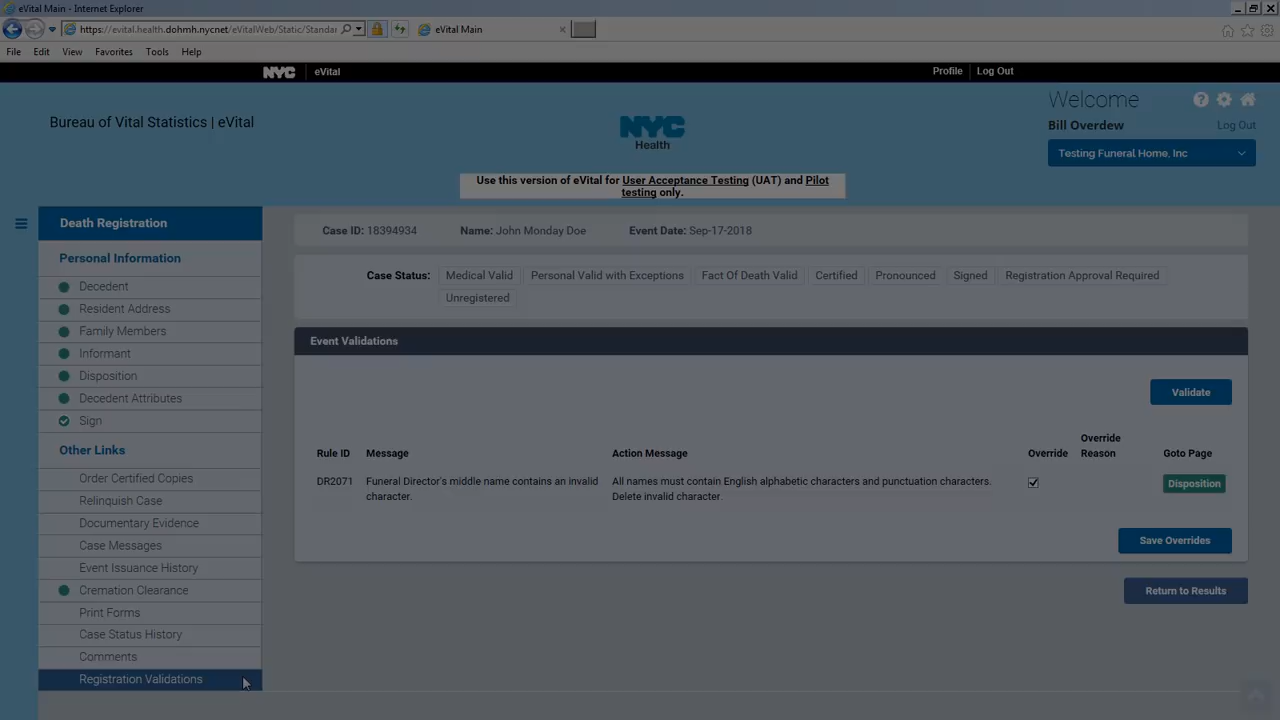 eVital Main - Internet Explorer
https://evital.health.dohmh.nycnet/eVitalWeb/Static/Standar
eVital Main
File Edit View Favorites Tools Help
NYC eVital Profile Log Out
Welcome
Bureau of Vital Statistics | eVital
NYC
Health
Bill Overdew Log Out
Testing Funeral Home, Inc
Use this version of eVital for User Acceptance Testing (UAT) and Pilot
testing only.
Death Registration
Personal Information
Decedent
Resident Address
Family Members
Informant
Disposition
Decedent Attributes
Sign
Other Links
Order Certified Copies
Relinquish Case
Documentary Evidence
Case Messages
Event Issuance History
Cremation Clearance
Print Forms
Case Status History
Comments
Registration Validations
Case ID: 18394934 Name: John Monday Doe Event Date: Sep-17-2018
Case Status: Medical Valid Personal Valid with Exceptions Fact Of Death Valid Certified Pronounced Signed Registration Approval Required
Unregistered
Event Validations
Validate
Rule ID Message Action Message Override Override Reason Goto Page
DR2071 Funeral Director's middle name contains an invalid
character.
All names must contain English alphabetic characters and punctuation characters.
Delete invalid character.
Disposition
Save Overrides
Return to Results